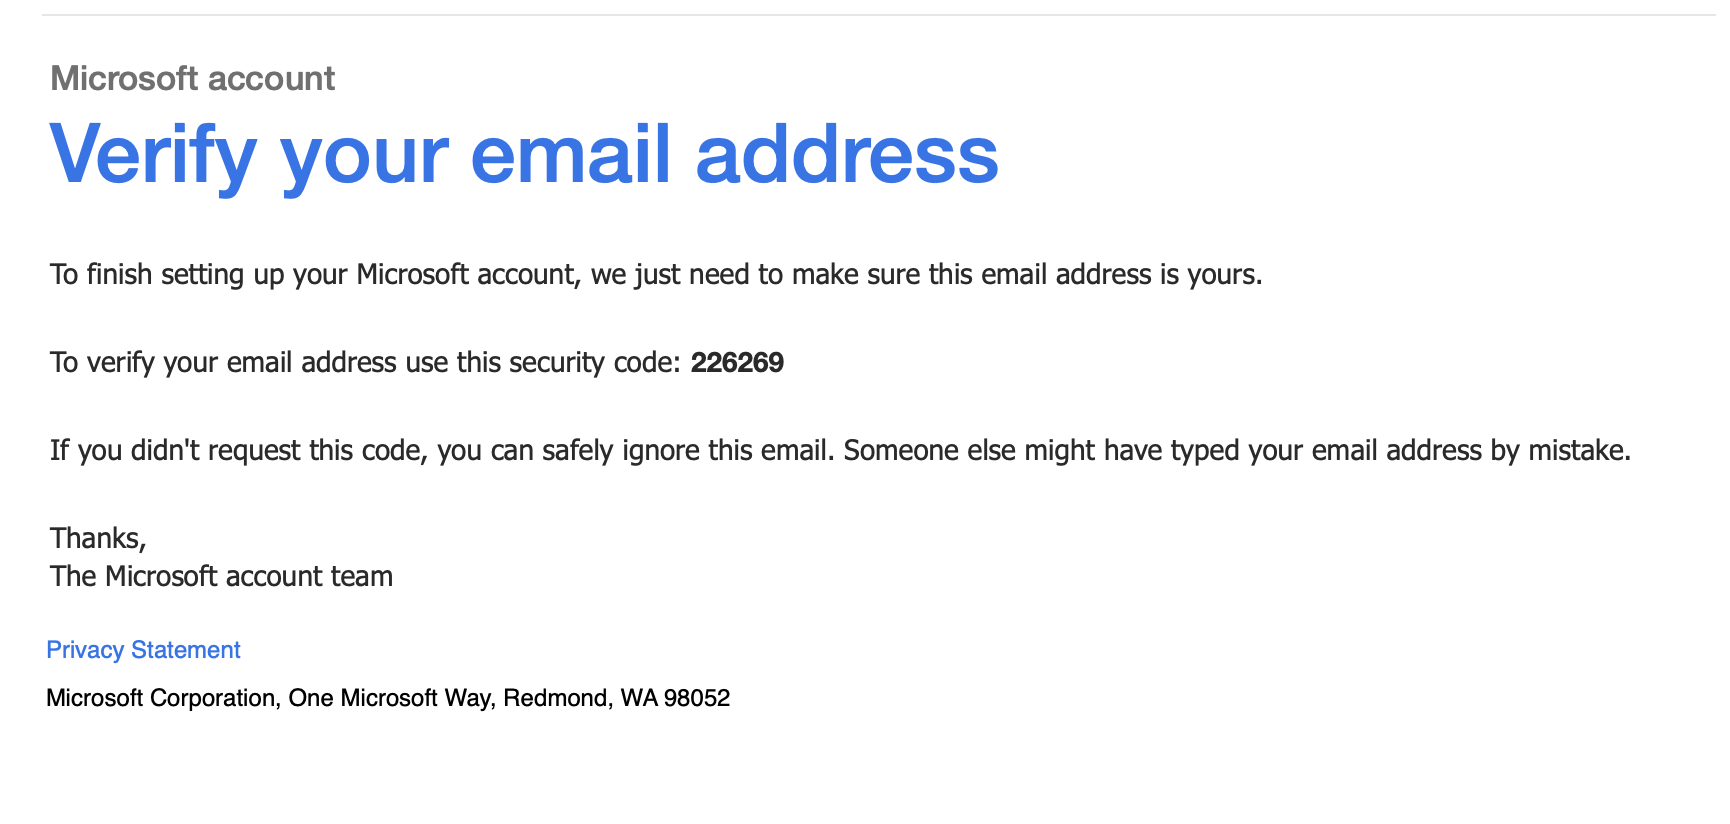 Microsoft account
Verify your email address
To finish setting up your Microsoft account, we just need to make sure this email address is yours.
To verify your email address use this security code: 226269
If you didn't request this code, you can safely ignore this email. Someone else might have typed your email address by mistake.
Thanks,
The Microsoft account team
Privacy Statement
Microsoft Corporation, One Microsoft Way, Redmond, WA 98052